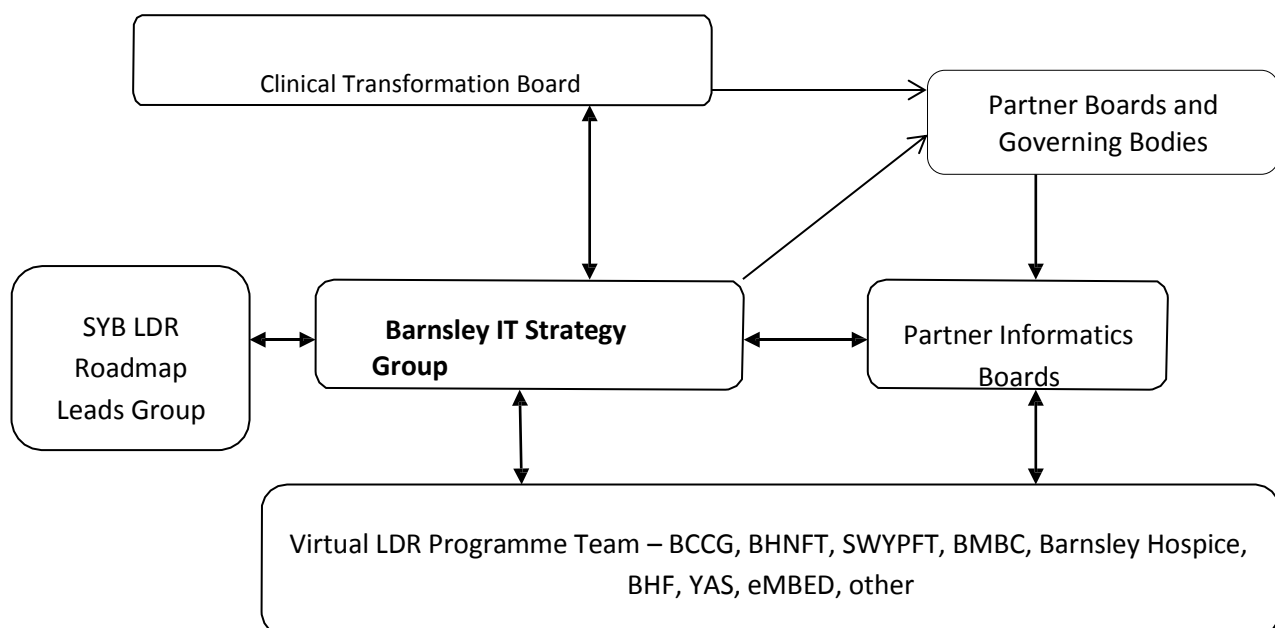 Clinical Transformation Board
Partner Boards and
Governing Bodies
SYB LDR
Roadmap
Leads Group
Barnsley IT Strategy
Group
Partner Informatics
Boards
Virtual LDR Programme Team – BCCG, BHNFT, SWYPFT, BMBC, Barnsley Hospice,
BHF, YAS, eMBED, other